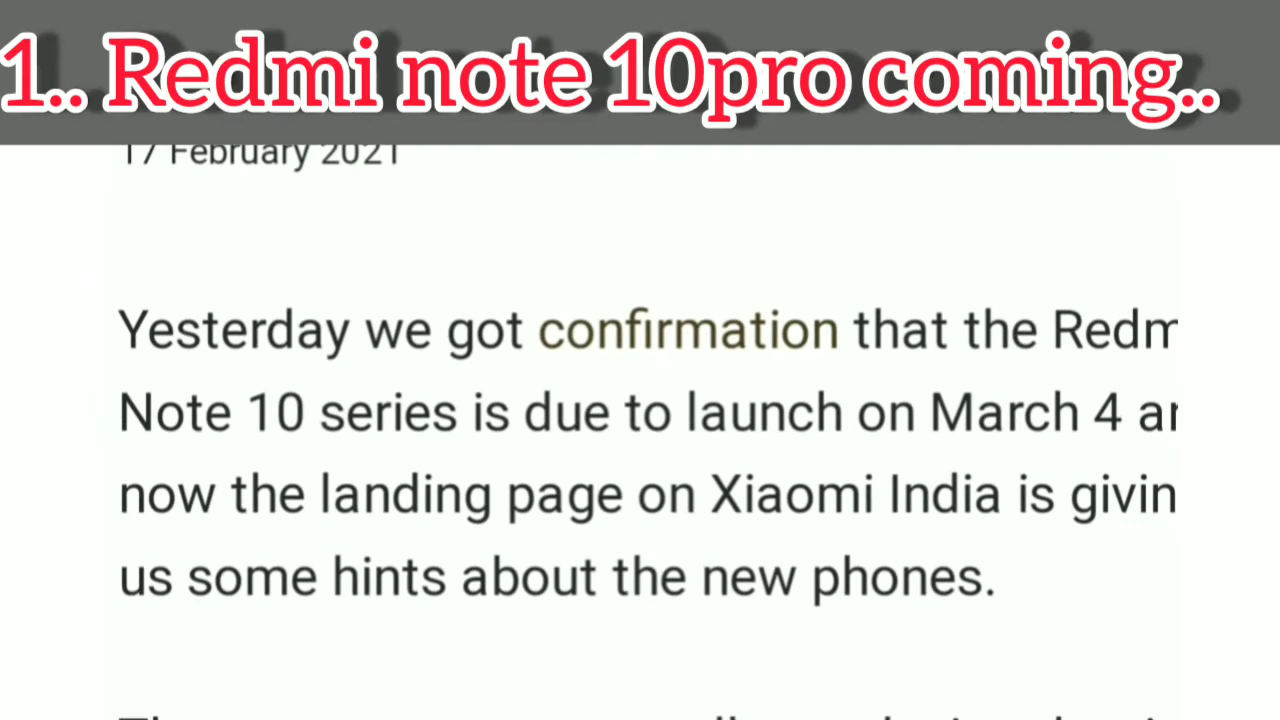 1.. Redmi note 10pro coming..
17 February 2021
Yesterday we got confirmation that the Redm
Note 10 series is due to launch on March 4 ar
now the landing page on Xiaomi India is givin
us some hints about the new phones.